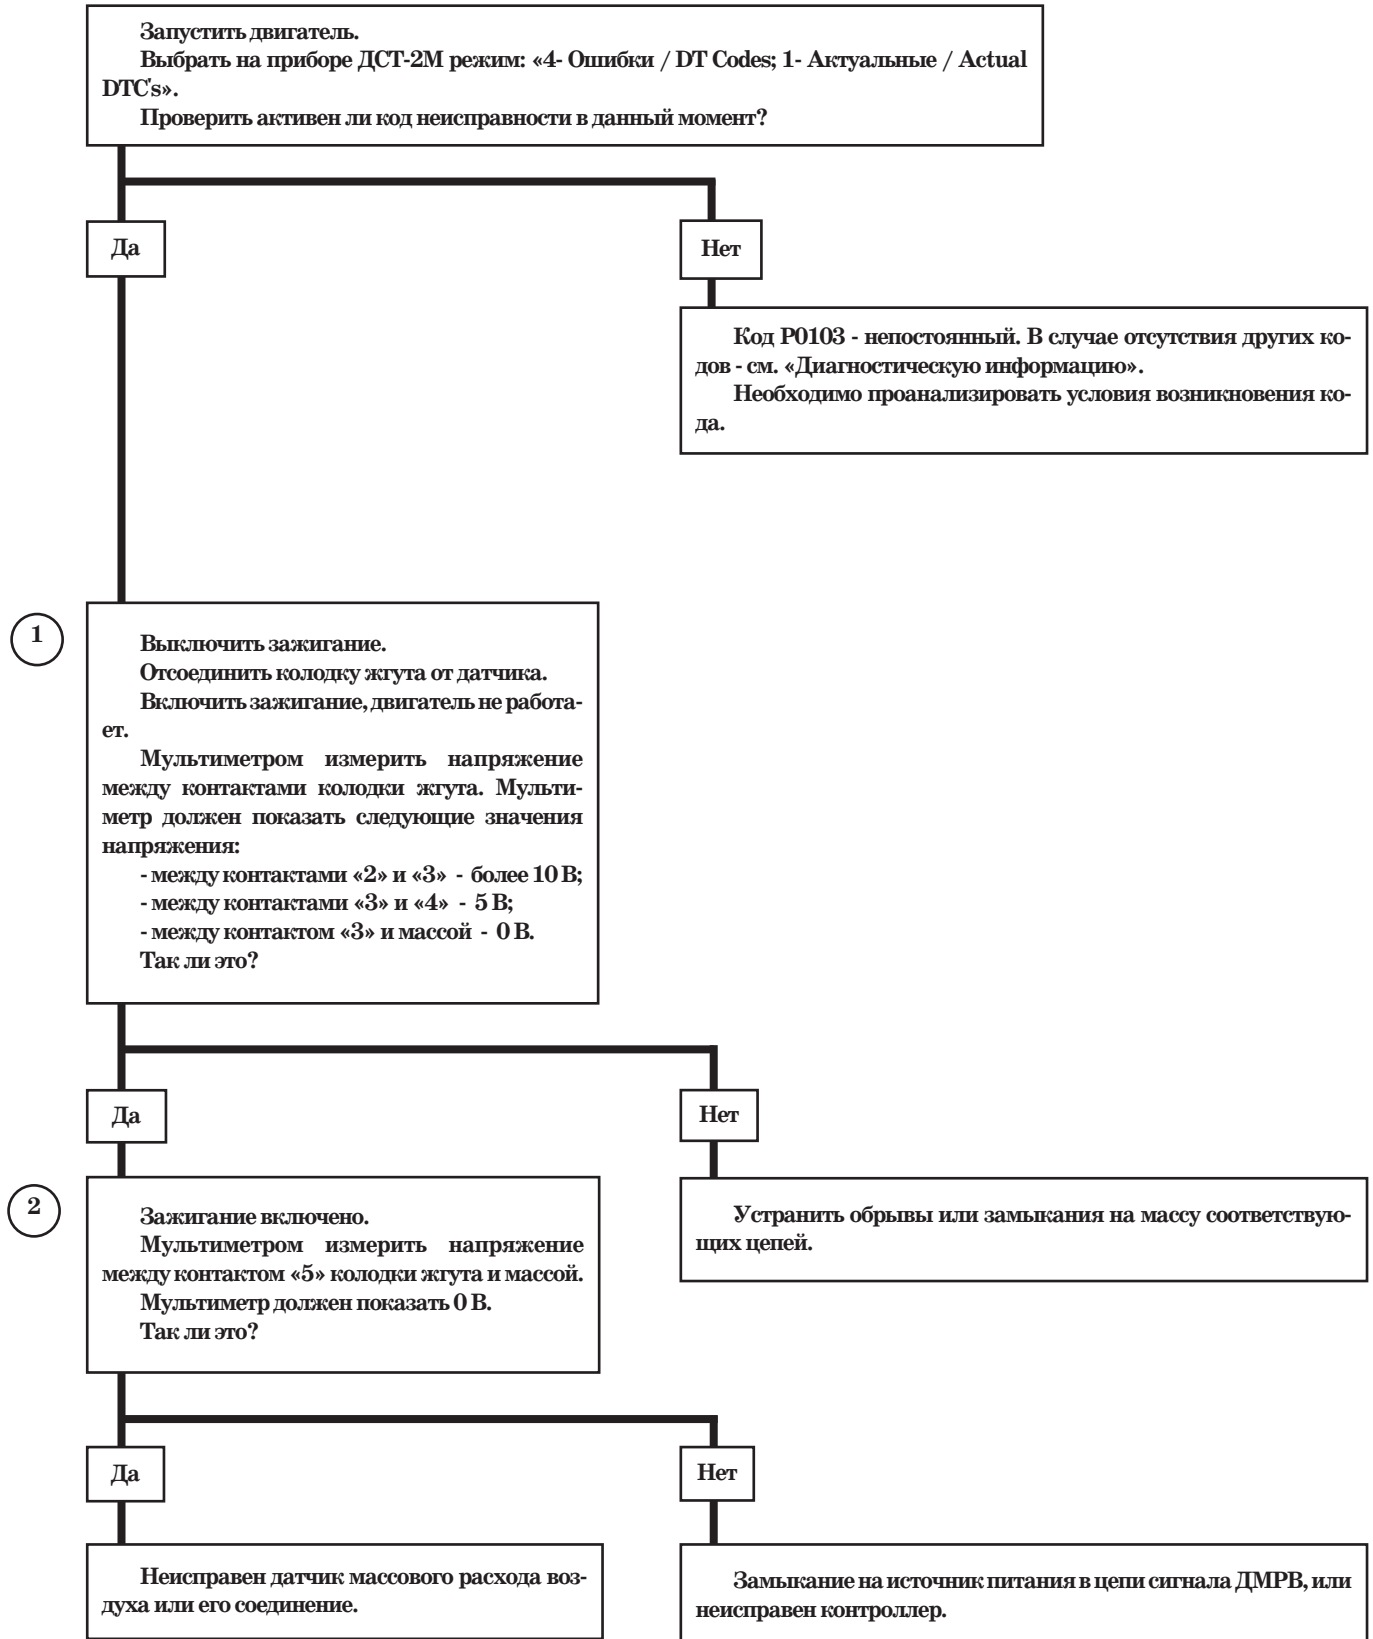 Запустить двигатель.
Выбрать на приборе ДСТ-2М режим: «4- Ошибки / DT Codes; 1- Актуальные / Actual
DTC's».
Проверить активен ли код неисправности в данный момент?
Да
Нет
Код Р0103 - непостоянный. В случае отсутствия других ко-
дов - см. «Диагностическую информацию».
Необходимо проанализировать условия возникновения ко-
да.
1
Выключить зажигание.
Отсоединить колодку жгута от датчика.
Включить зажигание, двигатель не работа-
ет.
Мультиметром измерить напряжение
между контактами колодки жгута. Мульти-
метр должен показать следующие значения
напряжения:
- между контактами «2» и «3» - более 10 В;
- между контактами «3» и «4» - 5 В;
- между контактом «3» и массой - 0 В.
Так ли это?
Да
Нет
2
Зажигание включено.
Мультиметром измерить напряжение
между контактом «5» колодки жгута и массой.
Мультиметр должен показать 0 В.
Так ли это?
Устранить обрывы или замыкания на массу соответствую-
щих цепей.
Да
Нет
Неисправен датчик массового расхода воз-
духа или его соединение.
Замыкание на источник питания в цепи сигнала ДМРВ, или
неисправен контроллер.